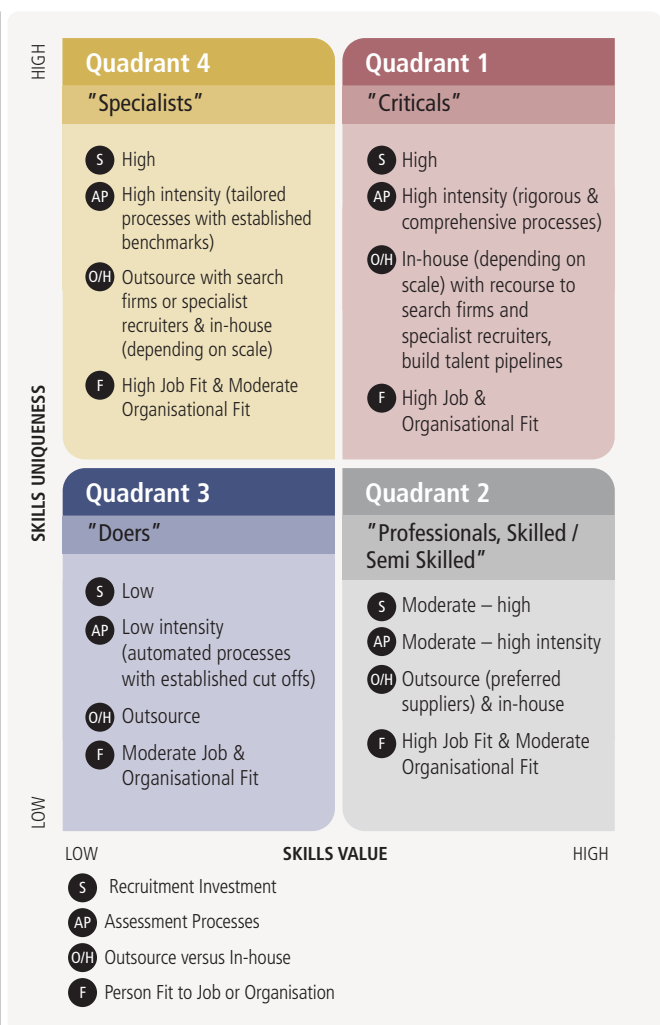 HIGH
SKILLS UNIQUENESS
LOW
Quadrant 4
"Specialists"
S High
AP High intensity (tailored
processes with established
benchmarks)
O/H Outsource with search
firms or specialist
recruiters & in-house
(depending on scale)
F High Job Fit & Moderate
Organisational Fit
Quadrant 1
"Criticals"
S High
AP High intensity (rigorous &
comprehensive processes)
O/H In-house (depending on
scale) with recourse to
search firms and
specialist recruiters,
build talent pipelines
F High Job &
Organisational Fit
Quadrant 3
"Doers"
S Low
AP Low intensity
(automated processes
with established cut offs)
O/H Outsource
F Moderate Job &
Organisational Fit
Quadrant 2
"Professionals, Skilled /
Semi Skilled"
S Moderate – high
AP Moderate – high intensity
O/H Outsource (preferred
suppliers) & in-house
F High Job Fit & Moderate
Organisational Fit
LOW SKILLS VALUE HIGH
S Recruitment Investment
AP Assessment Processes
O/H Outsource versus In-house
F Person Fit to Job or Organisation